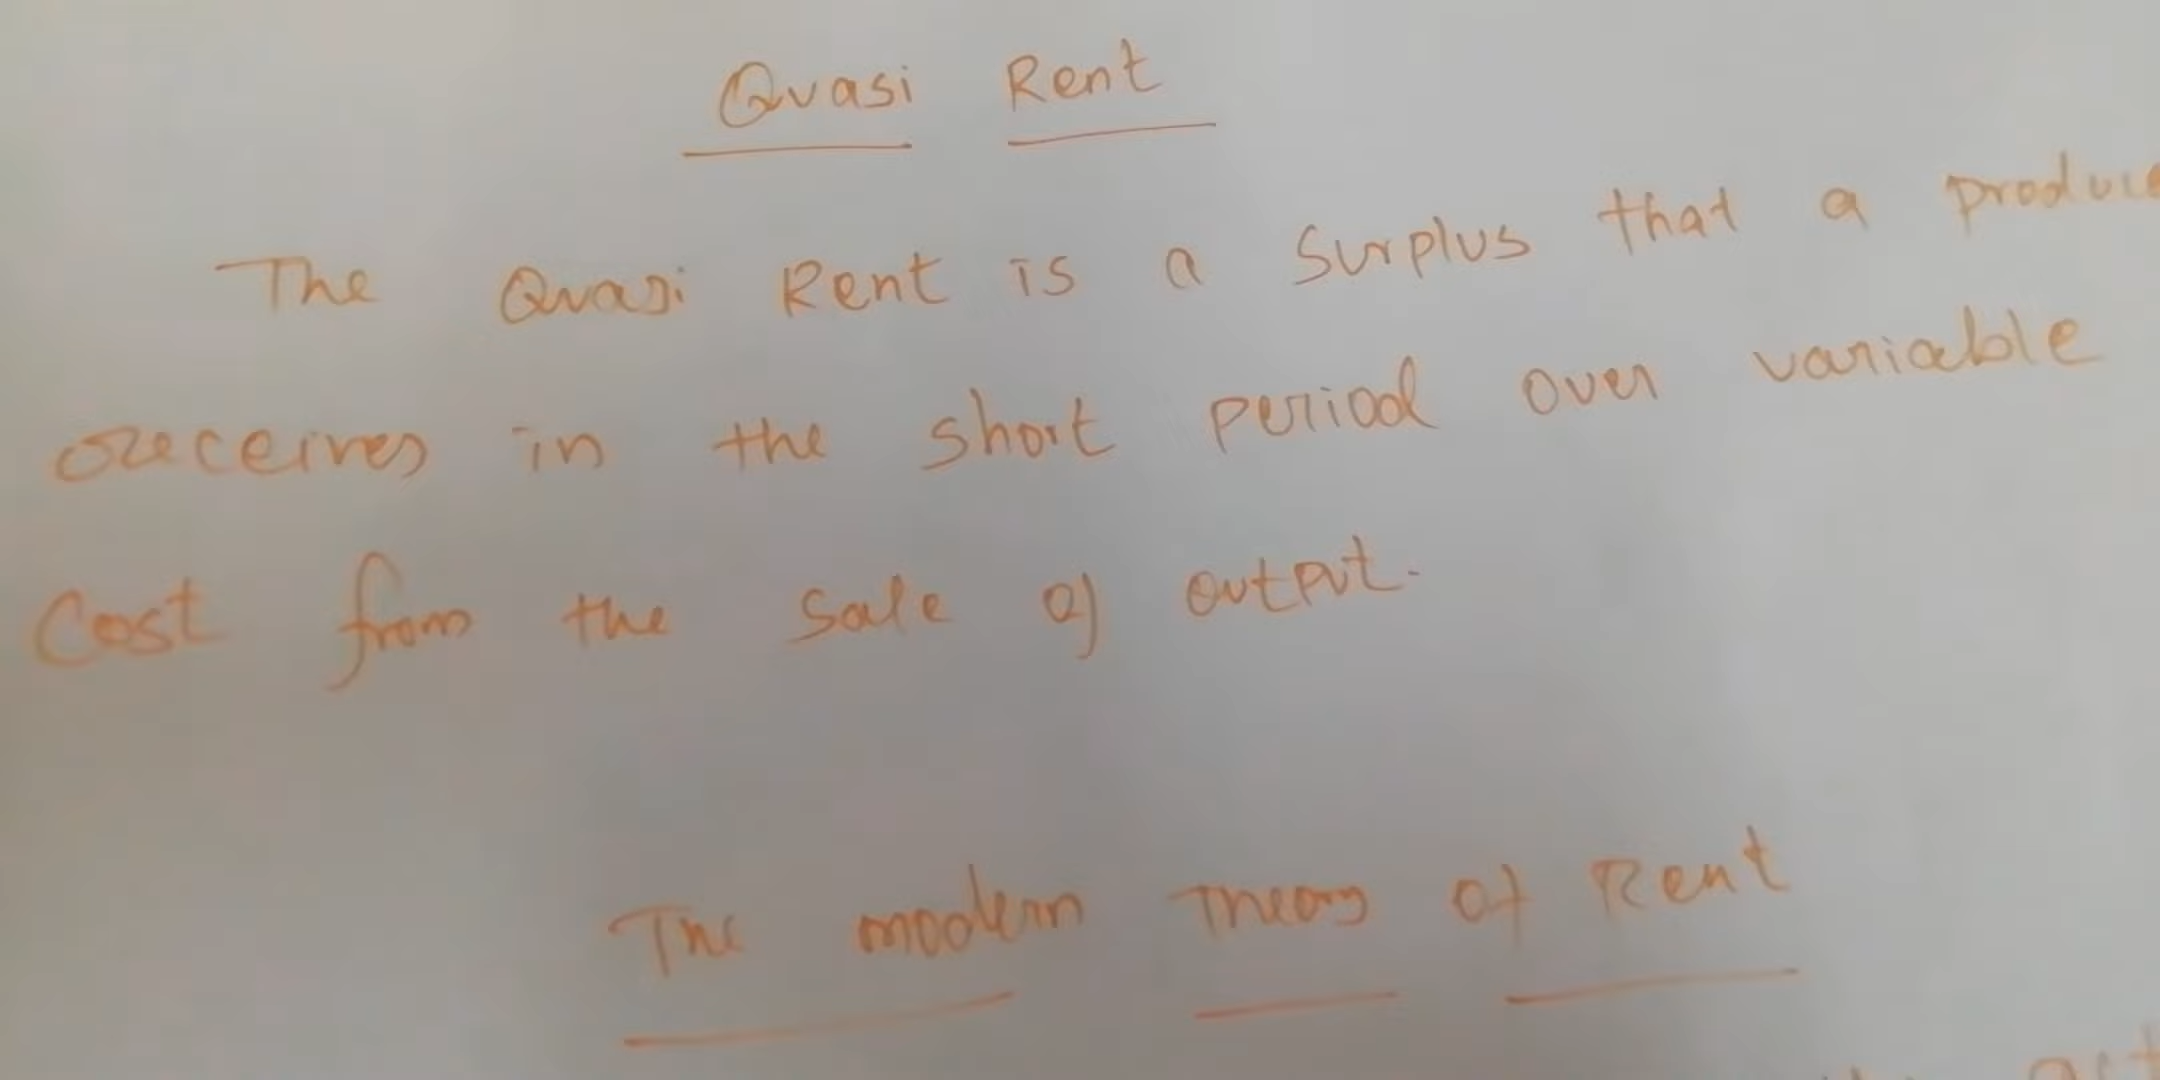 Quasi Rent
The Quasi Rent is a Surplus that a produce
receives in the short period over variable
Cost from the sale of output.
The modern Theory of Rent